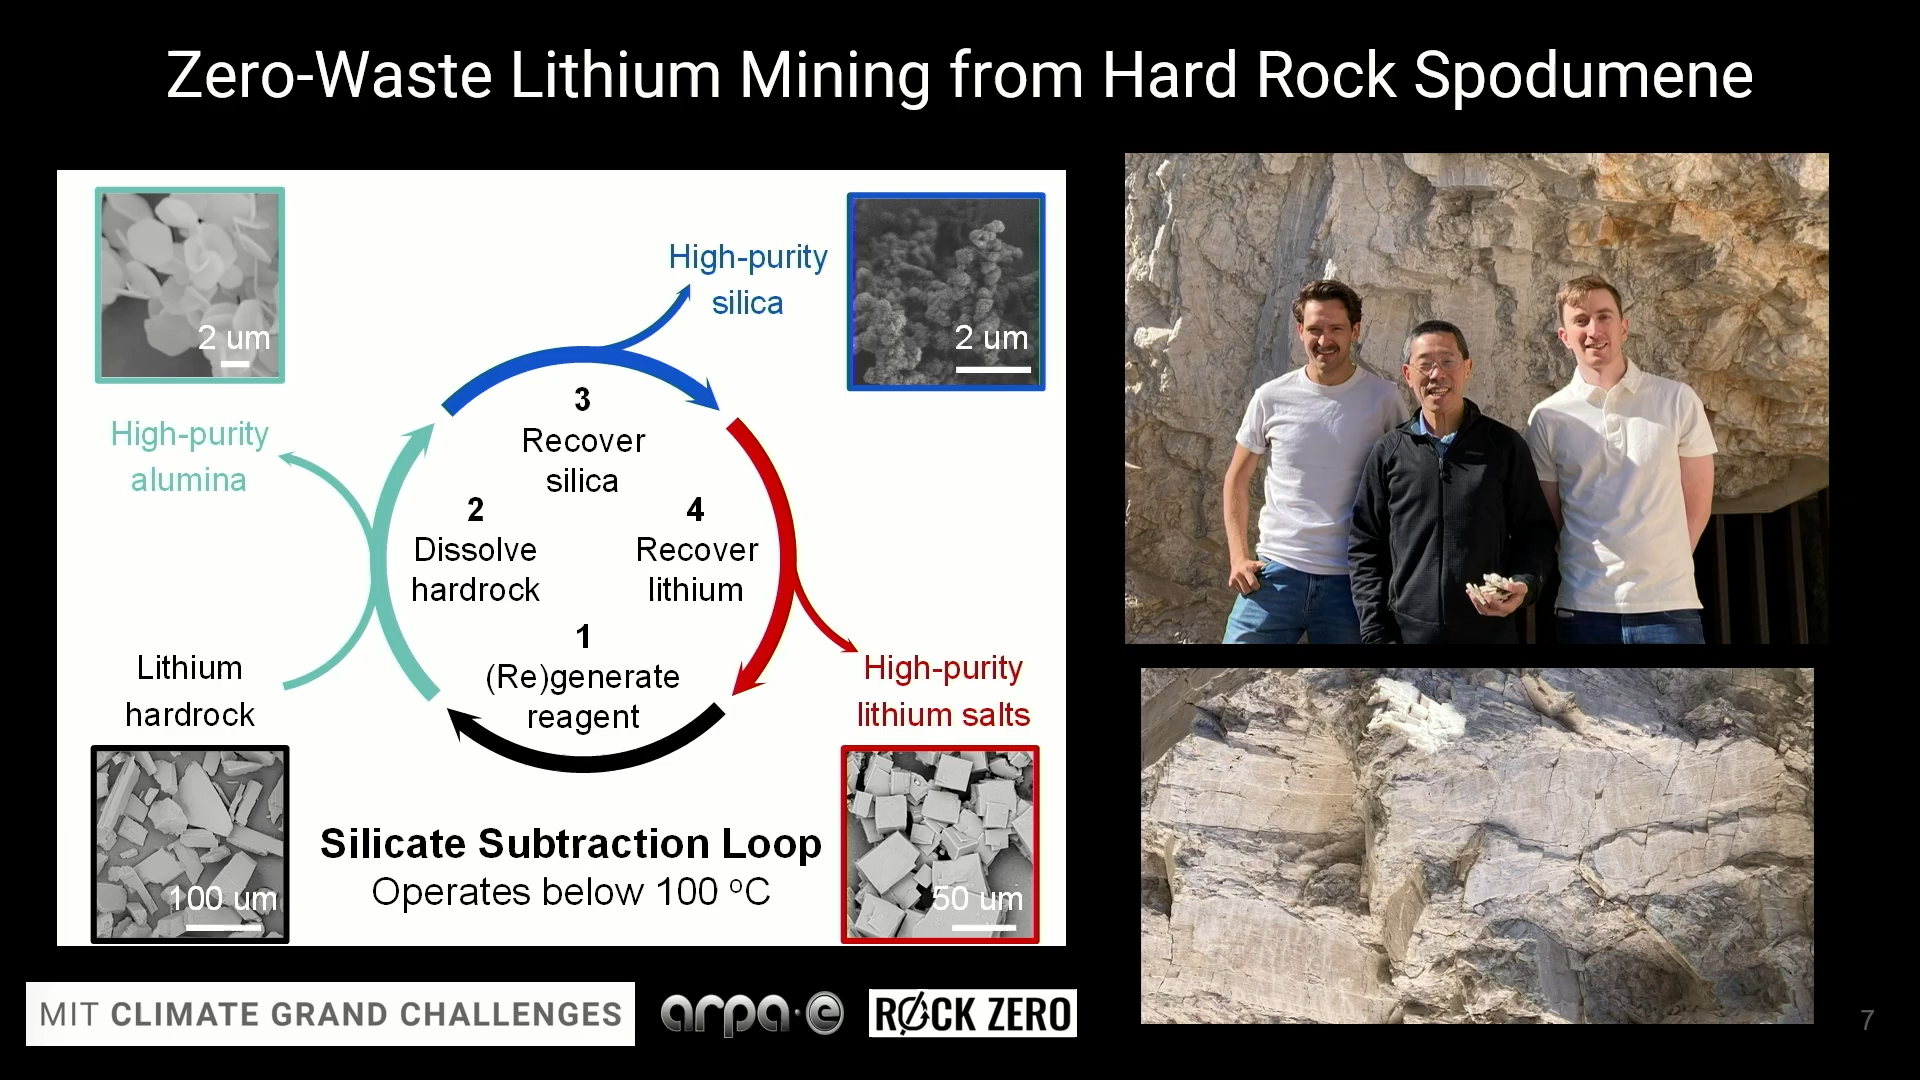 Zero-Waste Lithium Mining from Hard Rock Spodumene
2 um
High-purity
silica
2 um
High-purity
alumina
3
Recover
silica
2
Dissolve
hardrock
4
Recover
lithium
1
(Re)generate
reagent
Lithium
hardrock
High-purity
lithium salts
100 um
50 um
Silicate Subtraction Loop
Operates below 100 ºC
MIT CLIMATE GRAND CHALLENGES
arpa·e
ROCK ZERO
7